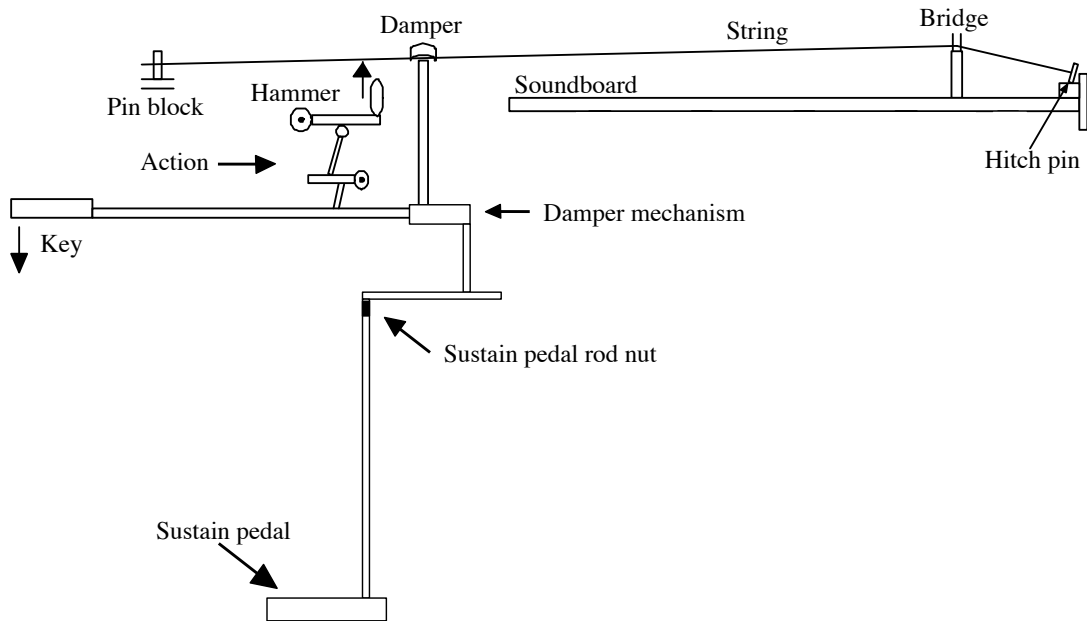 Damper
String
Bridge
Pin block
Hammer
Soundboard
Action
Hitch pin
Key
Damper mechanism
Sustain pedal rod nut
Sustain pedal